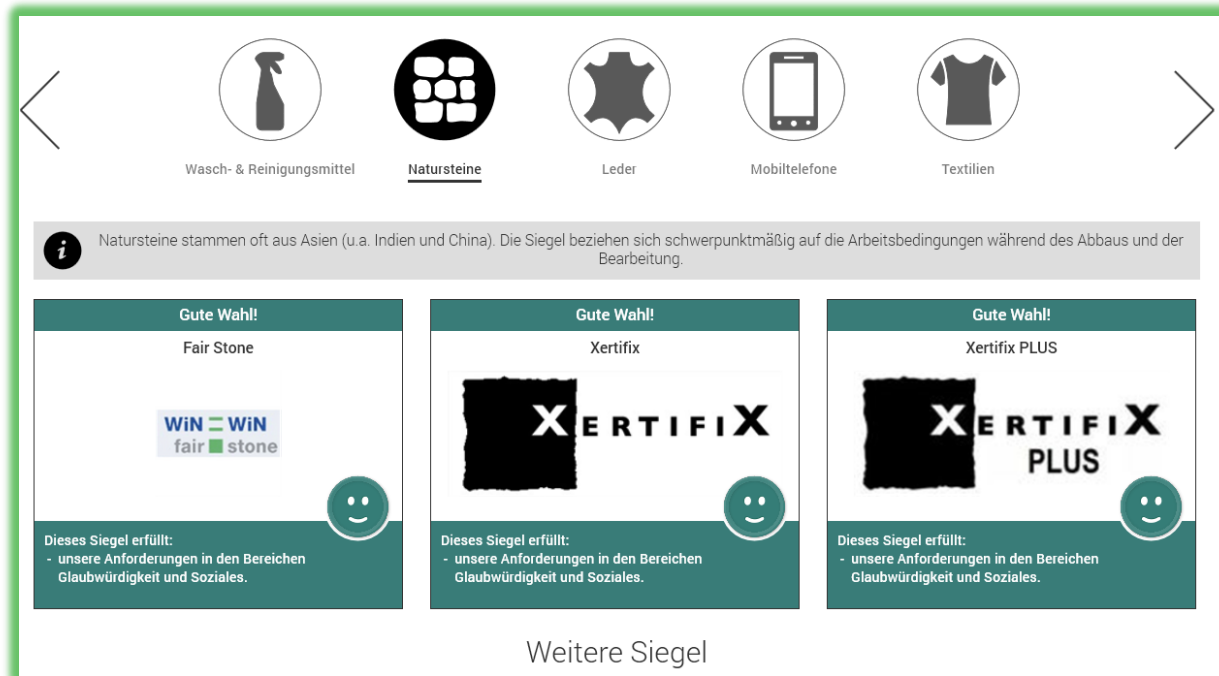 Wasch- & Reinigungsmittel
Natursteine
Leder
Mobiltelefone
Textilien
i
Natursteine stammen oft aus Asien (u.a. Indien und China). Die Siegel beziehen sich schwerpunktmäßig auf die Arbeitsbedingungen während des Abbaus und der
Bearbeitung.
Gute Wahl!
Fair Stone
WiN WiN
fair stone
Dieses Siegel erfüllt:
- unsere Anforderungen in den Bereichen
Glaubwürdigkeit und Soziales.
Gute Wahl!
Xertifix
XERTIFIX
Dieses Siegel erfüllt:
- unsere Anforderungen in den Bereichen
Glaubwürdigkeit und Soziales.
Gute Wahl!
Xertifix PLUS
XERTIFIX
PLUS
Dieses Siegel erfüllt:
- unsere Anforderungen in den Bereichen
Glaubwürdigkeit und Soziales.
Weitere Siegel